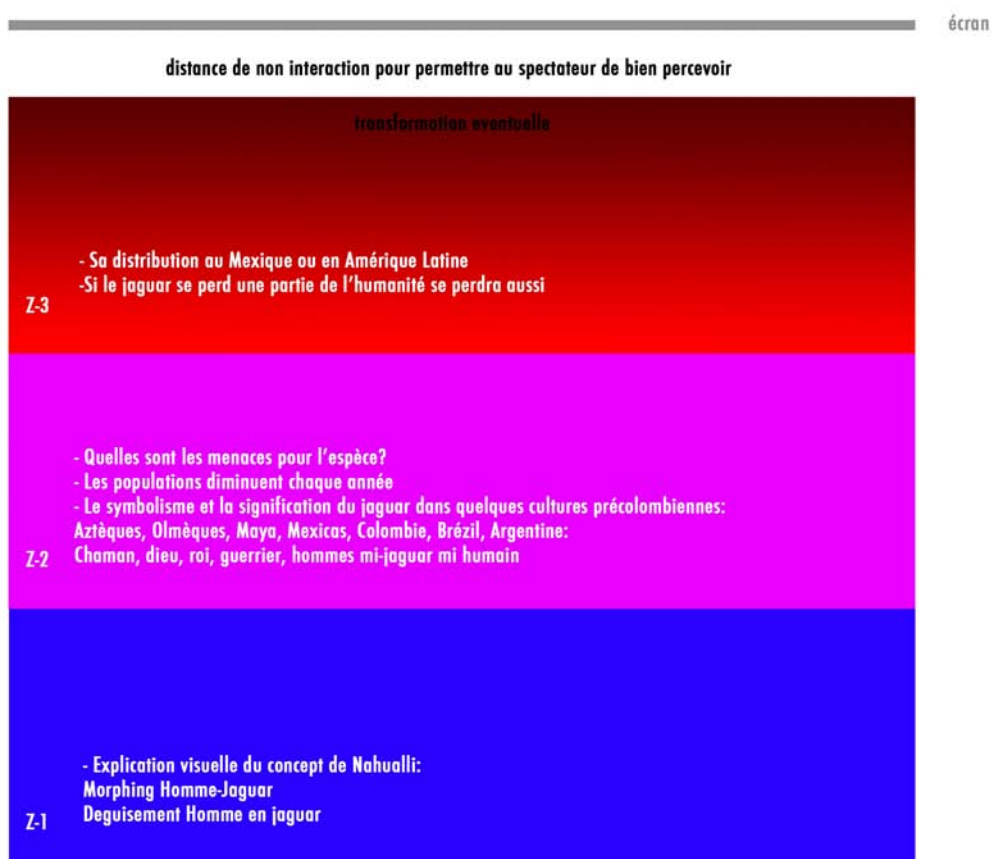 écran
distance de non interaction pour permettre au spectateur de bien percevoir
transformation eventuelle
- Sa distribution au Mexique ou en Amérique Latine
-Si le jaguar se perd une partie de l'humanité se perdra aussi
Z-3
- Quelles sont les menaces pour l'espèce?
- Les populations diminuent chaque année
- Le symbolisme et la signification du jaguar dans quelques cultures précolombiennes:
Aztèques, Olmèques, Maya, Mexicas, Colombie, Brézil, Argentine:
Z-2 Chaman, dieu, roi, guerrier, hommes mi-jaguar mi humain
- Explication visuelle du concept de Nahualli:
Morphing Homme-Jaguar
Z-1 Deguisement Homme en jaguar